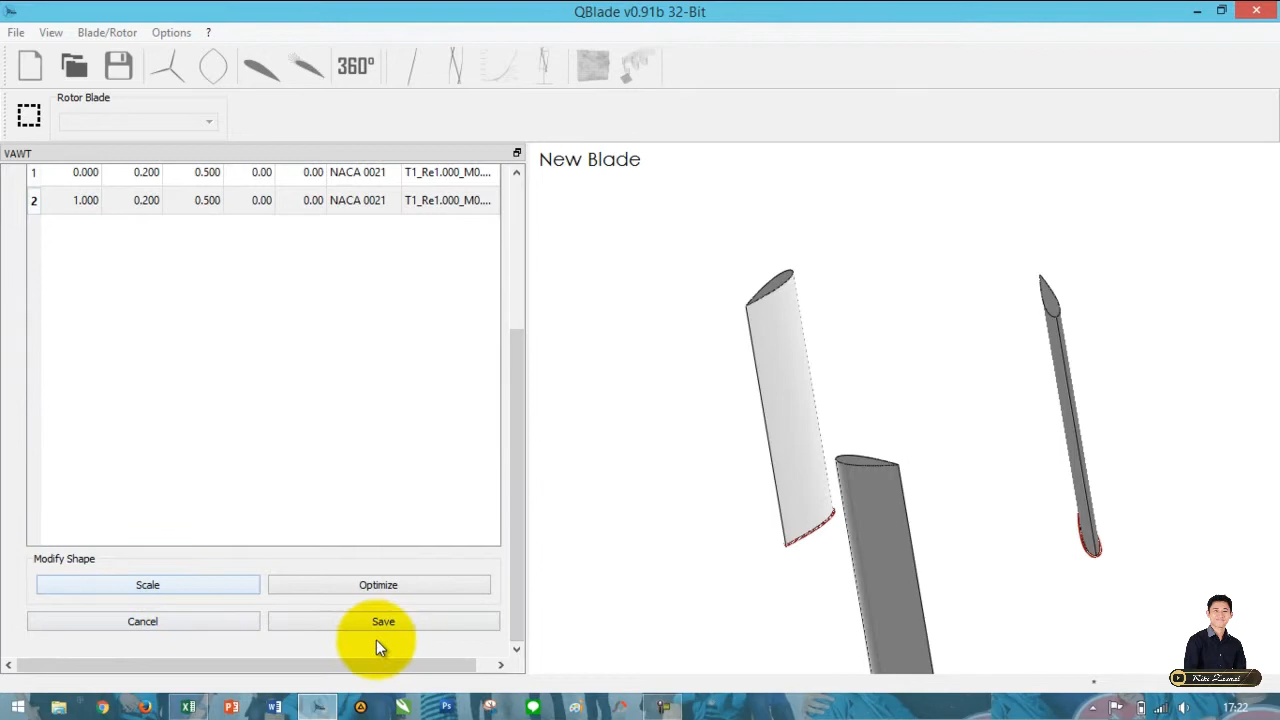 QBlade v0.91b 32-Bit
File View Blade/Rotor Options ?
360°
Rotor Blade
VAWT
New Blade
1 0.000 0.200 0.500 0.00 0.00 NACA 0021 T1_Re1.000_M0....
2 1.000 0.200 0.500 0.00 0.00 NACA 0021 T1_Re1.000_M0....
Modify Shape
Scale Optimize
Cancel Save
17:22